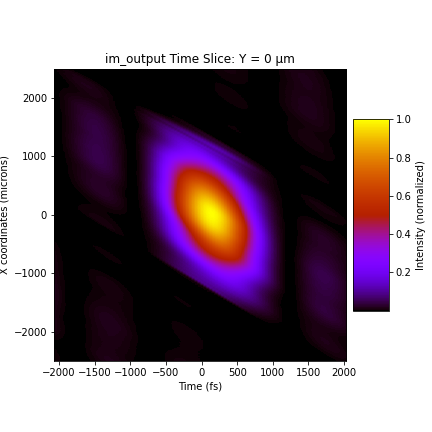 im_output Time Slice: Y = 0 μm
X coordinates (microns)
2000
1000
0
−1000
−2000
−2000 −1500 −1000 −500 0 500 1000 1500 2000
Time (fs)
1.0
0.8
0.6
0.4
0.2
Intensity (normalized)